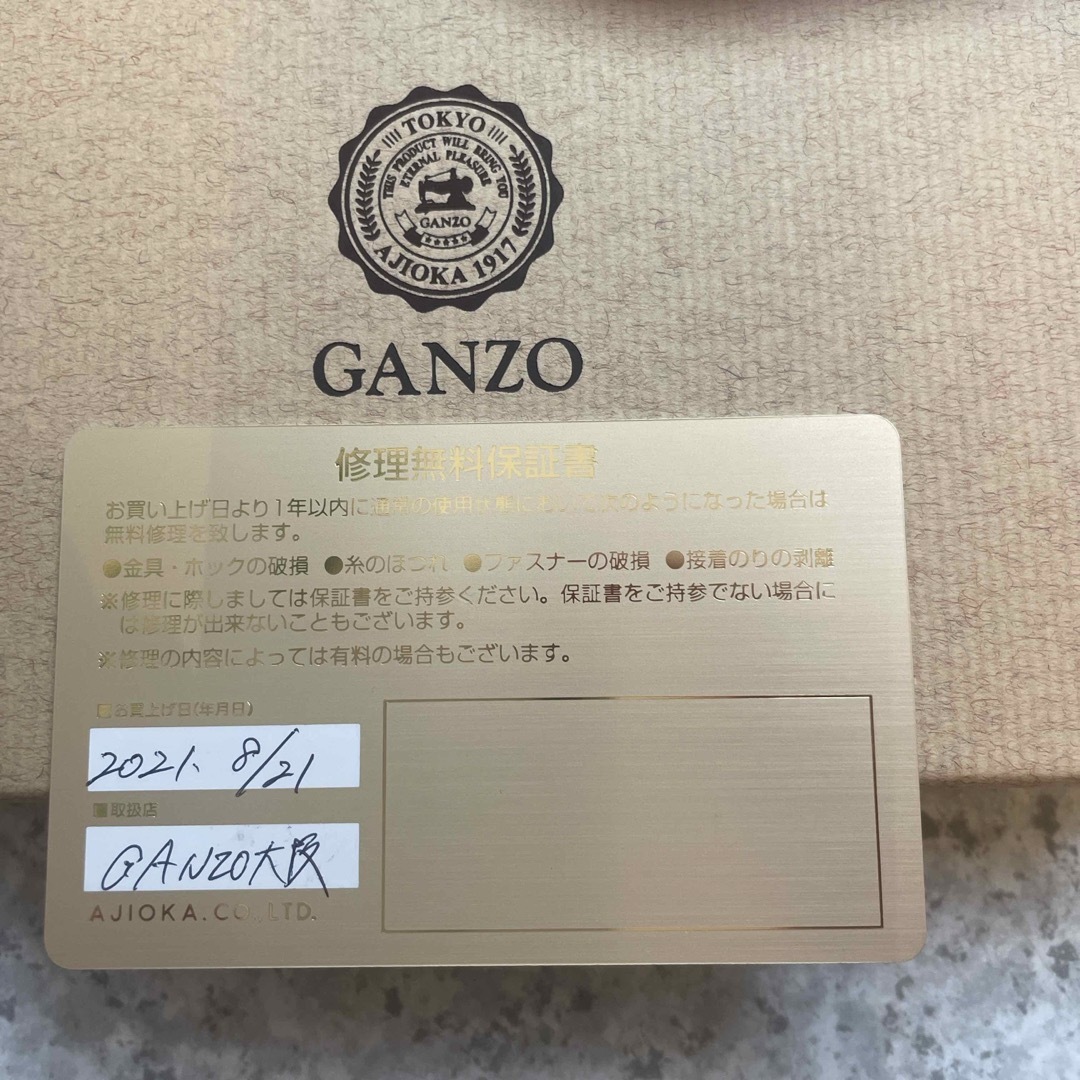 TOKYO
THIS PRODUCT WILL BRING YOU
ETERNAL PLEASURE
GANZO
AJIOKA 1917
GANZO
修理無料保証書
お買い上げ日より1年以内に通常の使用状態において次のようになった場合は
無料修理を致します。
●金具・ホックの破損 ●糸のほつれ ●ファスナーの破損 ●接着のりの剥離
※修理に際しましては保証書をご持参ください。保証書をご持参でない場合に
は修理が出来ないこともございます。
※修理の内容によっては有料の場合もございます。
■お買上げ日(年月日)
2021. 8/21
■取扱店
GANZO大阪
AJIOKA.CO.,LTD.